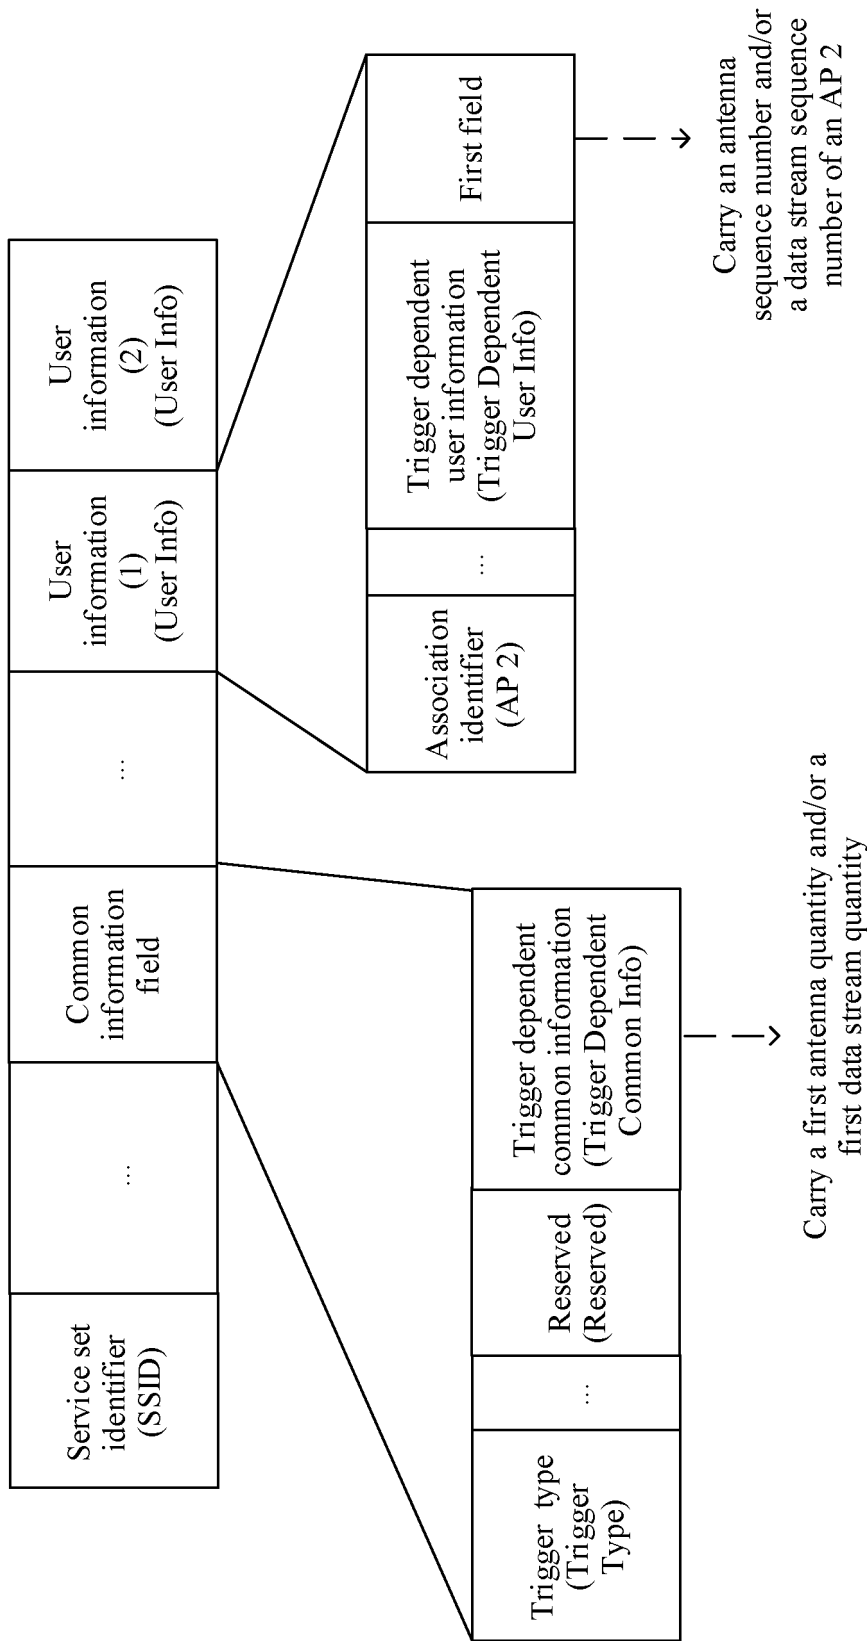 Service set
identifier
(SSID)
...
Common
information
field
...
User
information
(1)
(User Info)
User
information
(2)
(User Info)
Trigger type
(Trigger
Type)
...
Reserved
(Reserved)
Trigger dependent
common information
(Trigger Dependent
Common Info)
Carry a first antenna quantity and/or a
first data stream quantity
Association
identifier
(AP 2)
...
Trigger dependent
user information
(Trigger Dependent
User Info)
First field
Carry an antenna
sequence number and/or
a data stream sequence
number of an AP 2